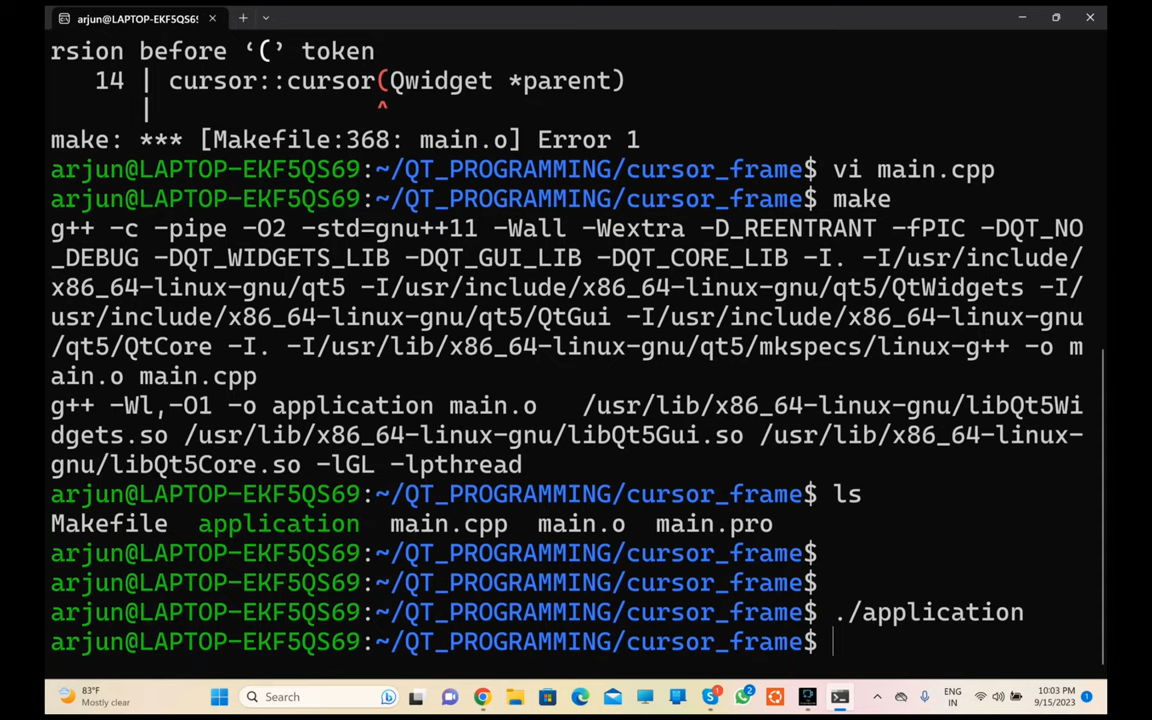 arjun@LAPTOP-EKF5QS69:
rsion before ‘(’ token
14 | cursor::cursor(Qwidget *parent)
| ^
make: *** [Makefile:368: main.o] Error 1
arjun@LAPTOP-EKF5QS69:~/QT_PROGRAMMING/cursor_frame$ vi main.cpp
arjun@LAPTOP-EKF5QS69:~/QT_PROGRAMMING/cursor_frame$ make
g++ -c -pipe -O2 -std=gnu++11 -Wall -Wextra -D_REENTRANT -fPIC -DQT_NO
_DEBUG -DQT_WIDGETS_LIB -DQT_GUI_LIB -DQT_CORE_LIB -I. -I/usr/include/
x86_64-linux-gnu/qt5 -I/usr/include/x86_64-linux-gnu/qt5/QtWidgets -I/
usr/include/x86_64-linux-gnu/qt5/QtGui -I/usr/include/x86_64-linux-gnu
/qt5/QtCore -I. -I/usr/lib/x86_64-linux-gnu/qt5/mkspecs/linux-g++ -o m
ain.o main.cpp
g++ -Wl,-O1 -o application main.o /usr/lib/x86_64-linux-gnu/libQt5Wi
dgets.so /usr/lib/x86_64-linux-gnu/libQt5Gui.so /usr/lib/x86_64-linux-
gnu/libQt5Core.so -lGL -lpthread
arjun@LAPTOP-EKF5QS69:~/QT_PROGRAMMING/cursor_frame$ ls
Makefile application main.cpp main.o main.pro
arjun@LAPTOP-EKF5QS69:~/QT_PROGRAMMING/cursor_frame$
arjun@LAPTOP-EKF5QS69:~/QT_PROGRAMMING/cursor_frame$
arjun@LAPTOP-EKF5QS69:~/QT_PROGRAMMING/cursor_frame$ ./application
arjun@LAPTOP-EKF5QS69:~/QT_PROGRAMMING/cursor_frame$
83°F
Mostly clear
Search
1
2
ENG
IN
10:03 PM
9/15/2023
1